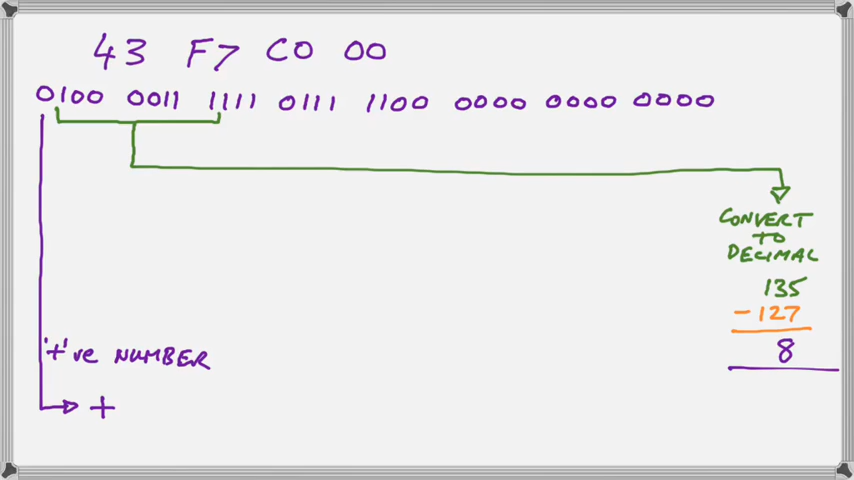 43 F7 C0 00
0100 0011 1111 0111 1100 0000 0000 0000
CONVERT
TO
DECIMAL
135
-127
8
'+'ve NUMBER
+